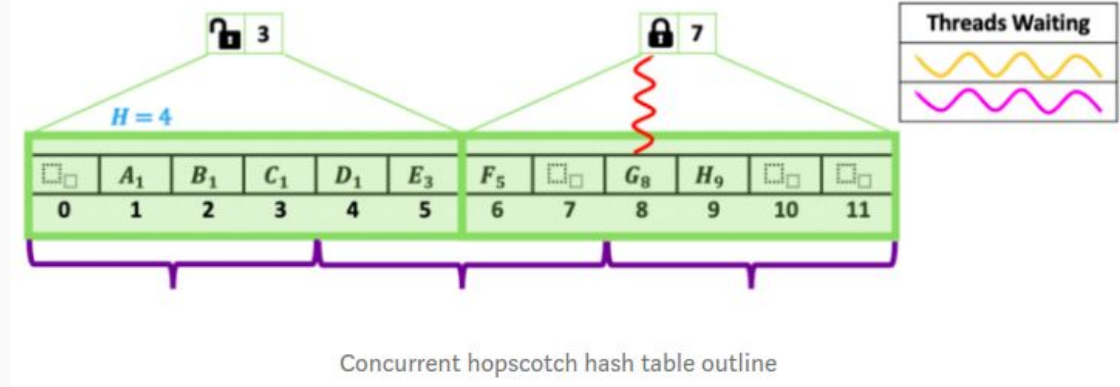 3
7
Threads Waiting
H = 4
A₁ B₁ C₁ D₁ E₃ F₅ G₈ H₉
0 1 2 3 4 5 6 7 8 9 10 11
Concurrent hopscotch hash table outline